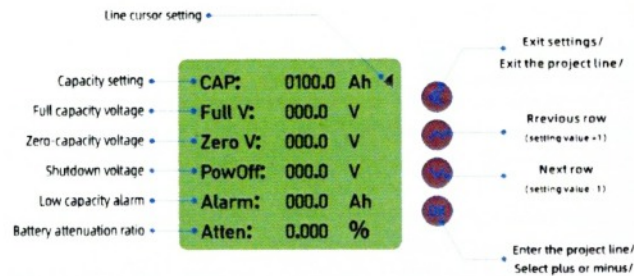 Line cursor setting
Exit settings/
Exit the project line/
Capacity setting
CAP: 0100.0 Ah
Full capacity voltage
Full V: 000.0 V
Rrevious row
(setting value +1)
Zero-capacity voltage
Zero V: 000.0 V
Shutdown voltage
PowOff: 000.0 V
Next row
(setting value -1)
Low capacity alarm
Alarm: 000.0 Ah
Battery attenuation ratio
Atten: 0.000 %
Enter the project line/
Select plus or minus/